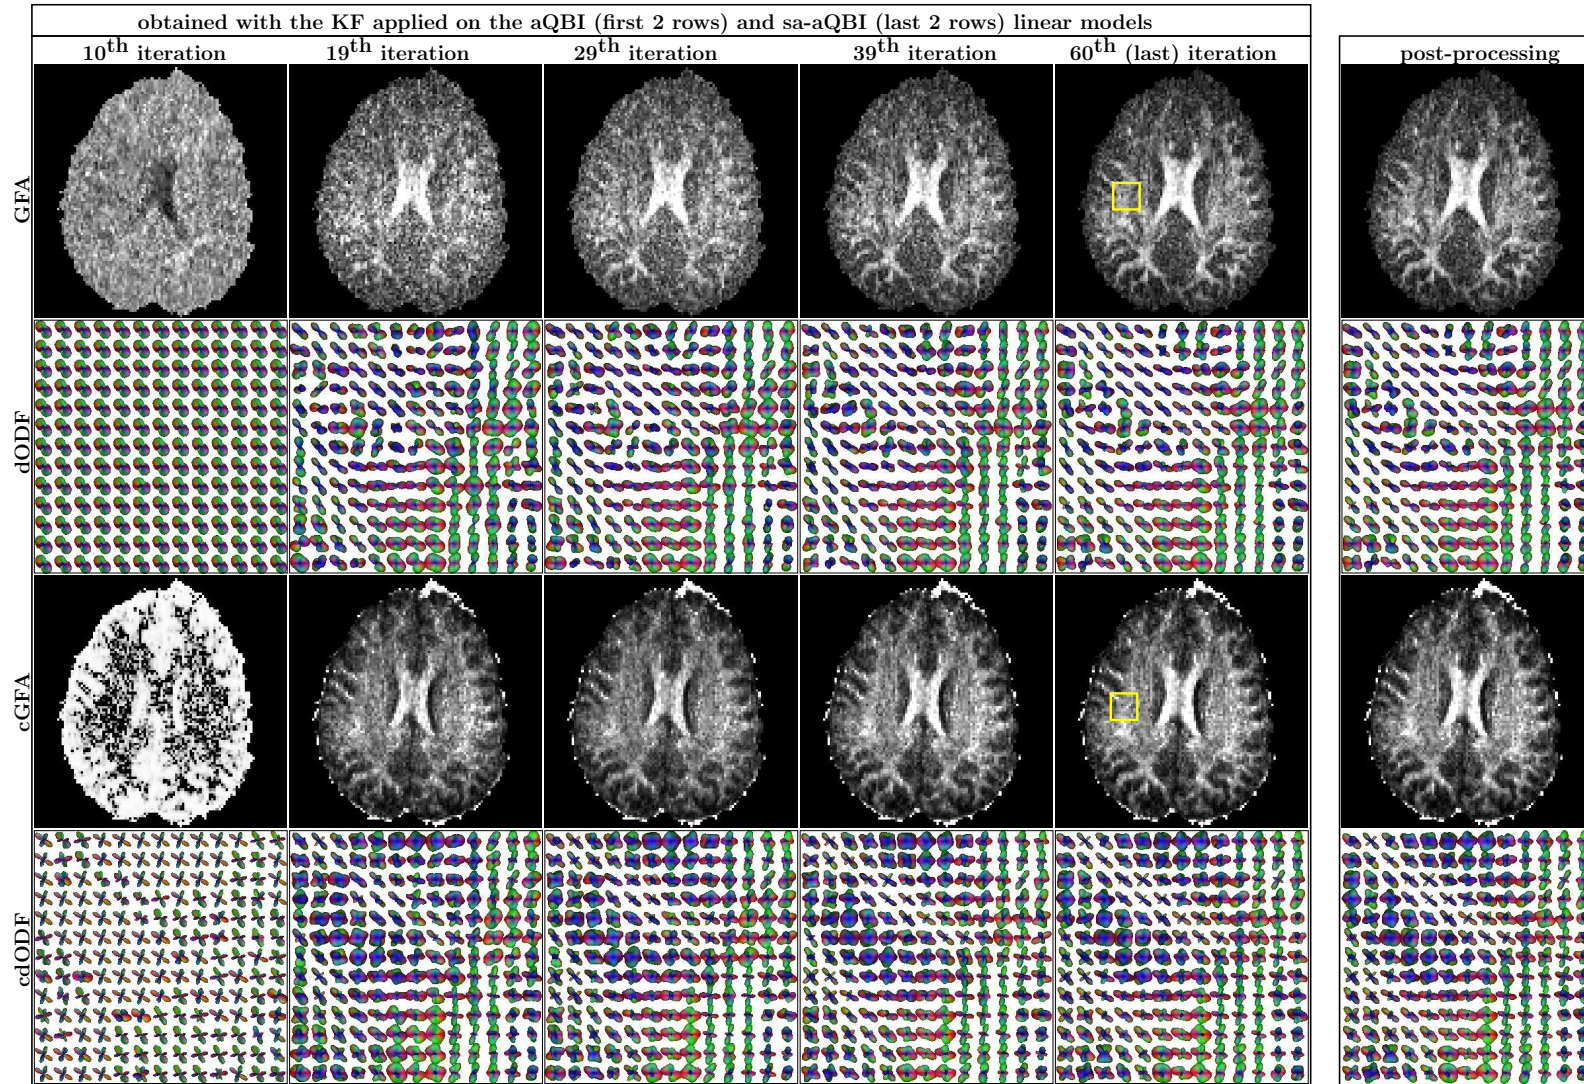 obtained with the KF applied on the aQBI (first 2 rows) and sa-aQBI (last 2 rows) linear models
10th iteration 19th iteration 29th iteration 39th iteration 60th (last) iteration post-processing
GFA
dODF
cGFA
cdODF